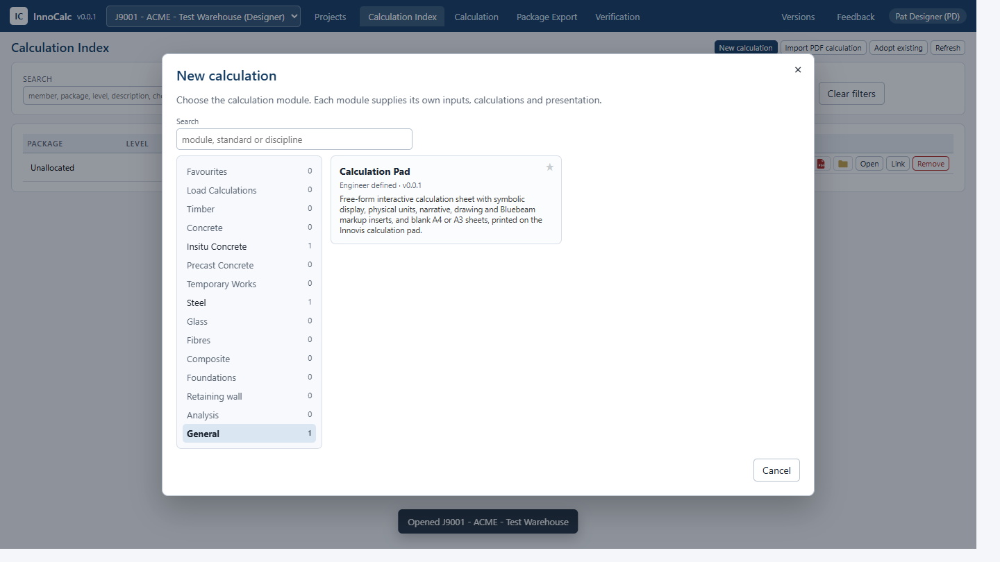 IC InnoCalc v0.0.1 J9001 - ACME - Test Warehouse (Designer) Projects Calculation Index Calculation Package Export Verification Versions Feedback Pat Designer (PD)
Calculation Index
New calculation Import PDF calculation Adopt existing Refresh
SEARCH
member, package, level, description, che
Clear filters
PACKAGE LEVEL
Unallocated
PDF Open Link Remove
New calculation
×
Choose the calculation module. Each module supplies its own inputs, calculations and presentation.
Search
module, standard or discipline
Favourites 0
Load Calculations 0
Timber 0
Concrete 0
Insitu Concrete 1
Precast Concrete 0
Temporary Works 0
Steel 1
Glass 0
Fibres 0
Composite 0
Foundations 0
Retaining wall 0
Analysis 0
General 1
Calculation Pad
Engineer defined · v0.0.1
Free-form interactive calculation sheet with symbolic
display, physical units, narrative, drawing and Bluebeam
markup inserts, and blank A4 or A3 sheets, printed on the
Innovis calculation pad.
Cancel
Opened J9001 - ACME - Test Warehouse